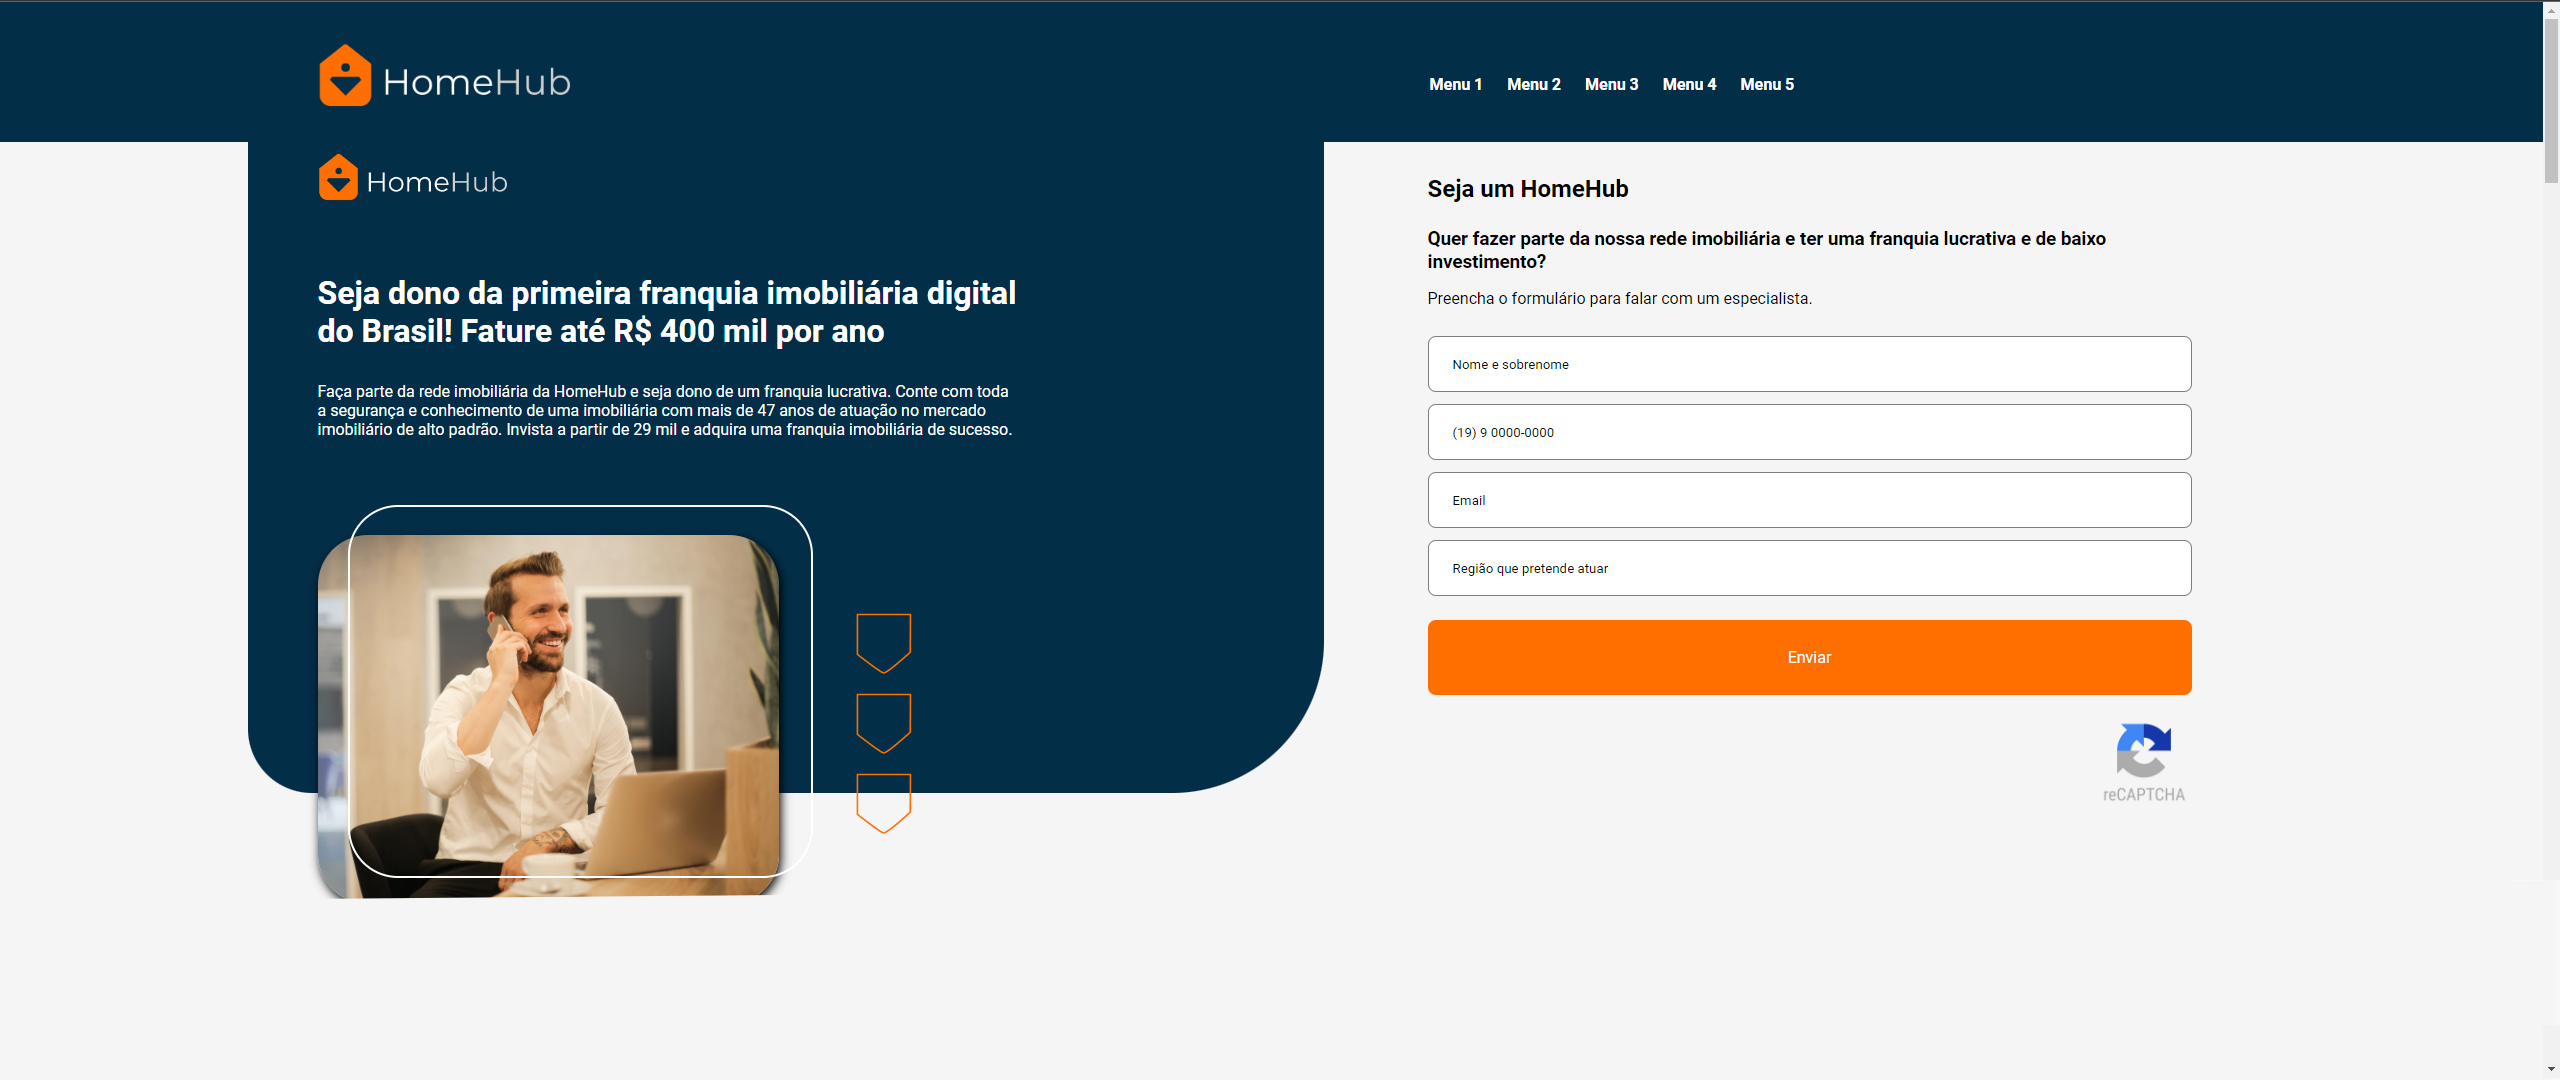 HomeHub
Menu 1 Menu 2 Menu 3 Menu 4 Menu 5
HomeHub
Seja dono da primeira franquia imobiliária digital
do Brasil! Fature até R$ 400 mil por ano
Faça parte da rede imobiliária da HomeHub e seja dono de um franquia lucrativa. Conte com toda
a segurança e conhecimento de uma imobiliária com mais de 47 anos de atuação no mercado
imobiliário de alto padrão. Invista a partir de 29 mil e adquira uma franquia imobiliária de sucesso.
Seja um HomeHub
Quer fazer parte da nossa rede imobiliária e ter uma franquia lucrativa e de baixo
investimento?
Preencha o formulário para falar com um especialista.
Nome e sobrenome
(19) 9 0000-0000
Email
Região que pretende atuar
Enviar
reCAPTCHA